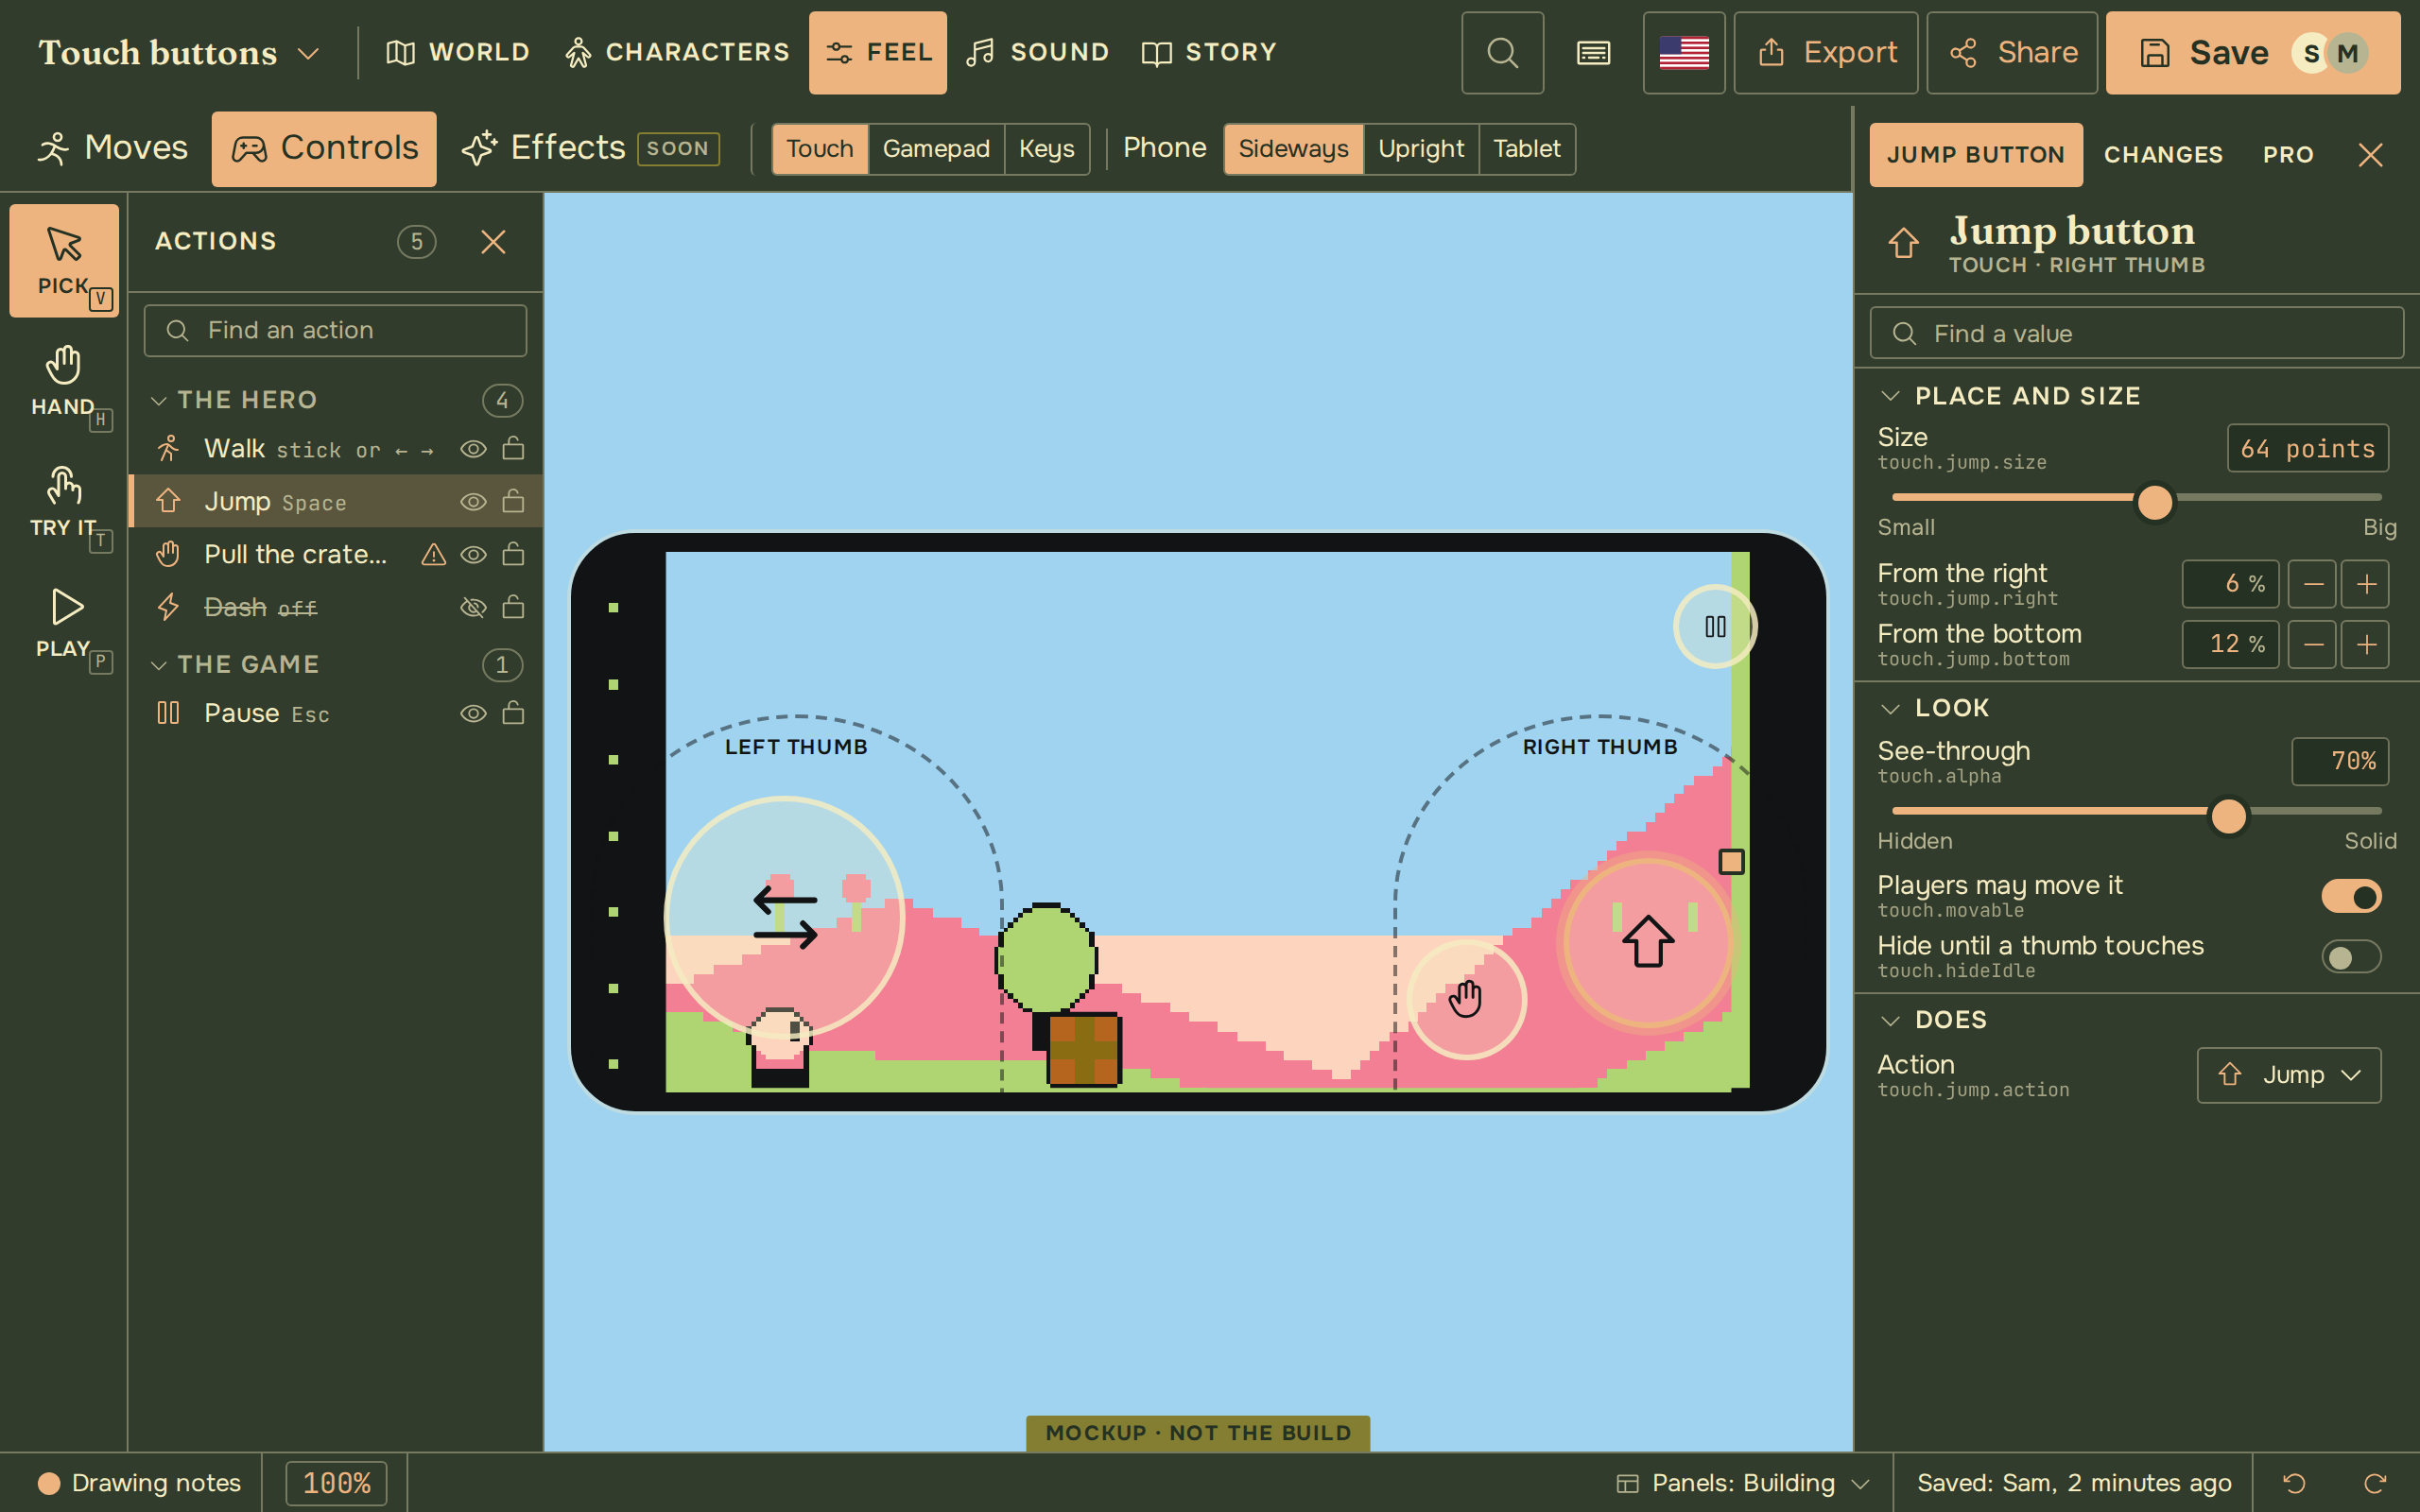 Touch buttons
WORLD
CHARACTERS
FEEL
SOUND
STORY
Export
Share
Save
S
M
Moves
Controls
Effects SOON
Touch
Gamepad
Keys
Phone
Sideways
Upright
Tablet
JUMP BUTTON
CHANGES
PRO
PICK
V
HAND
H
TRY IT
T
PLAY
P
ACTIONS
5
Find an action
THE HERO
4
Walk stick or ← →
Jump Space
Pull the crate...
Dash off
THE GAME
1
Pause Esc
LEFT THUMB
RIGHT THUMB
MOCKUP · NOT THE BUILD
Jump button
TOUCH · RIGHT THUMB
Find a value
PLACE AND SIZE
Size
touch.jump.size
64 points
Small
Big
From the right
touch.jump.right
6 %
From the bottom
touch.jump.bottom
12 %
LOOK
See-through
touch.alpha
70%
Hidden
Solid
Players may move it
touch.movable
Hide until a thumb touches
touch.hideIdle
DOES
Action
touch.jump.action
Jump
Drawing notes
100%
Panels: Building
Saved: Sam, 2 minutes ago